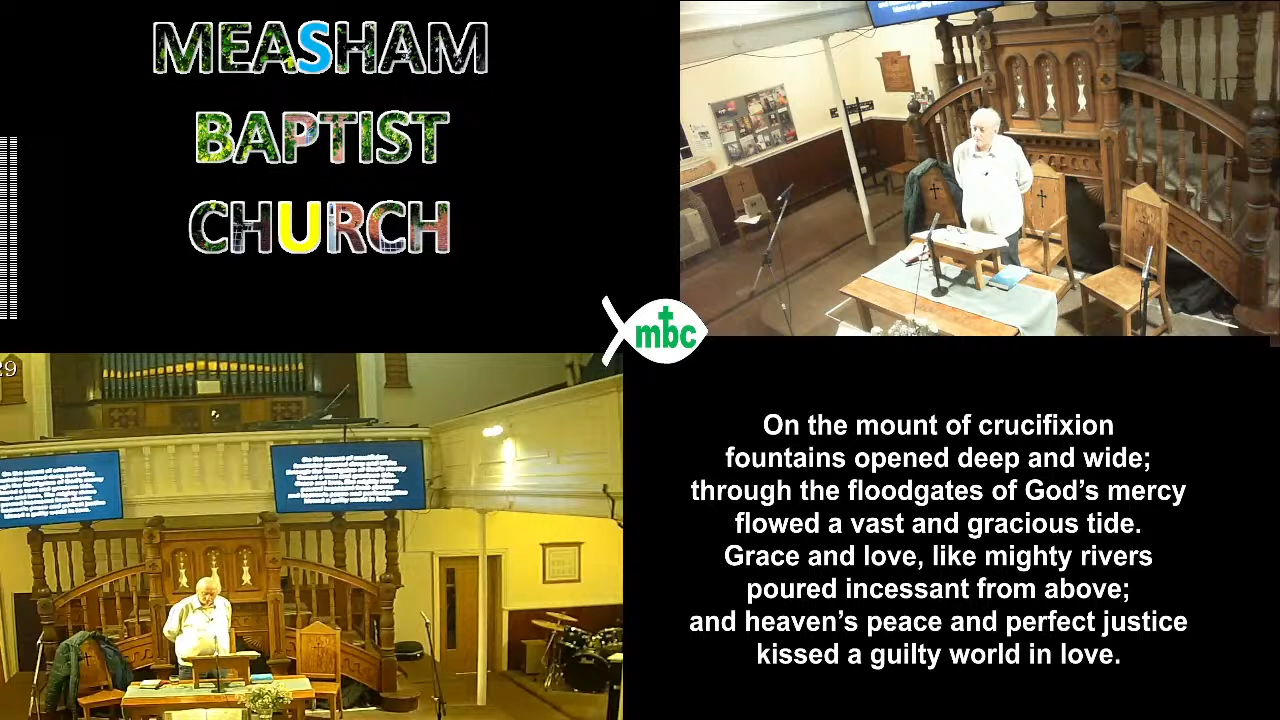 MEASHAM
BAPTIST
CHURCH
mbc
29
On the mount of crucifixion
fountains opened deep and wide;
through the floodgates of God’s mercy
flowed a vast and gracious tide.
Grace and love, like mighty rivers
poured incessant from above;
and heaven’s peace and perfect justice
kissed a guilty world in love.